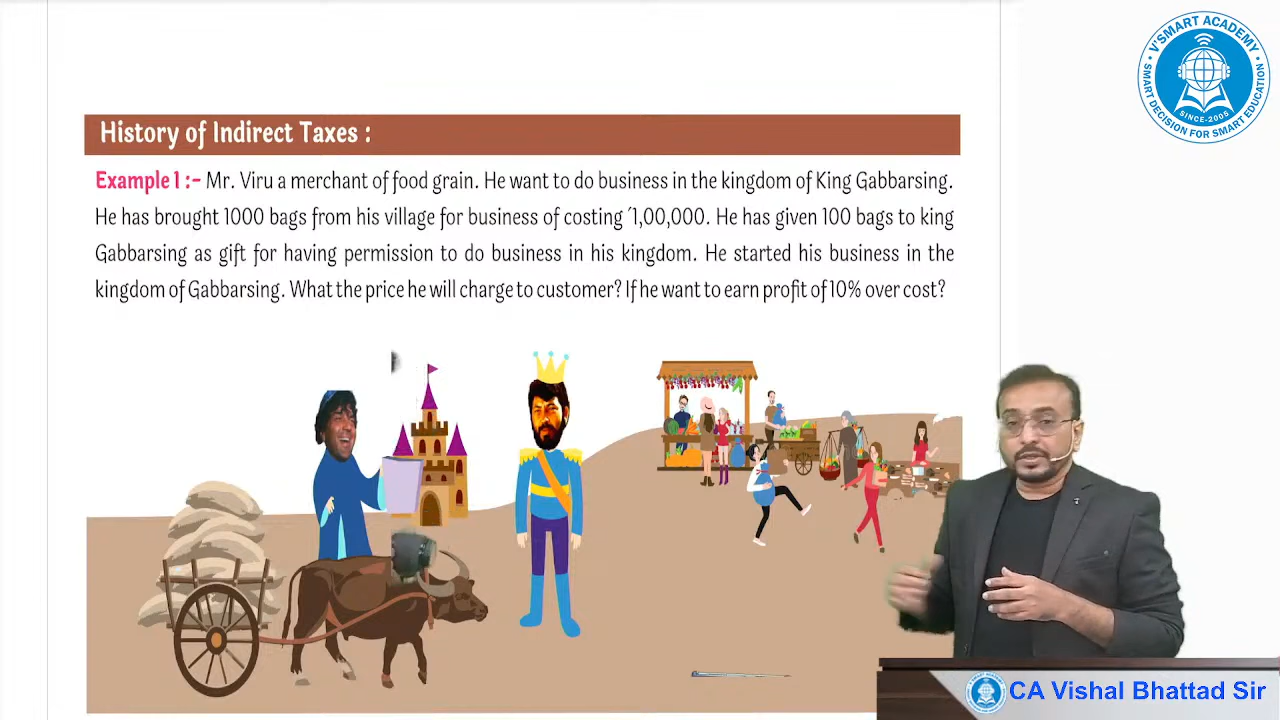 History of Indirect Taxes :
Example 1 :- Mr. Viru a merchant of food grain. He want to do business in the kingdom of King Gabbarsing.
He has brought 1000 bags from his village for business of costing ´1,00,000. He has given 100 bags to king
Gabbarsing as gift for having permission to do business in his kingdom. He started his business in the
kingdom of Gabbarsing. What the price he will charge to customer? If he want to earn profit of 10% over cost?
V'SMART ACADEMY
SINCE-2005
SMART DECISION FOR SMART EDUCATION
CA Vishal Bhattad Sir